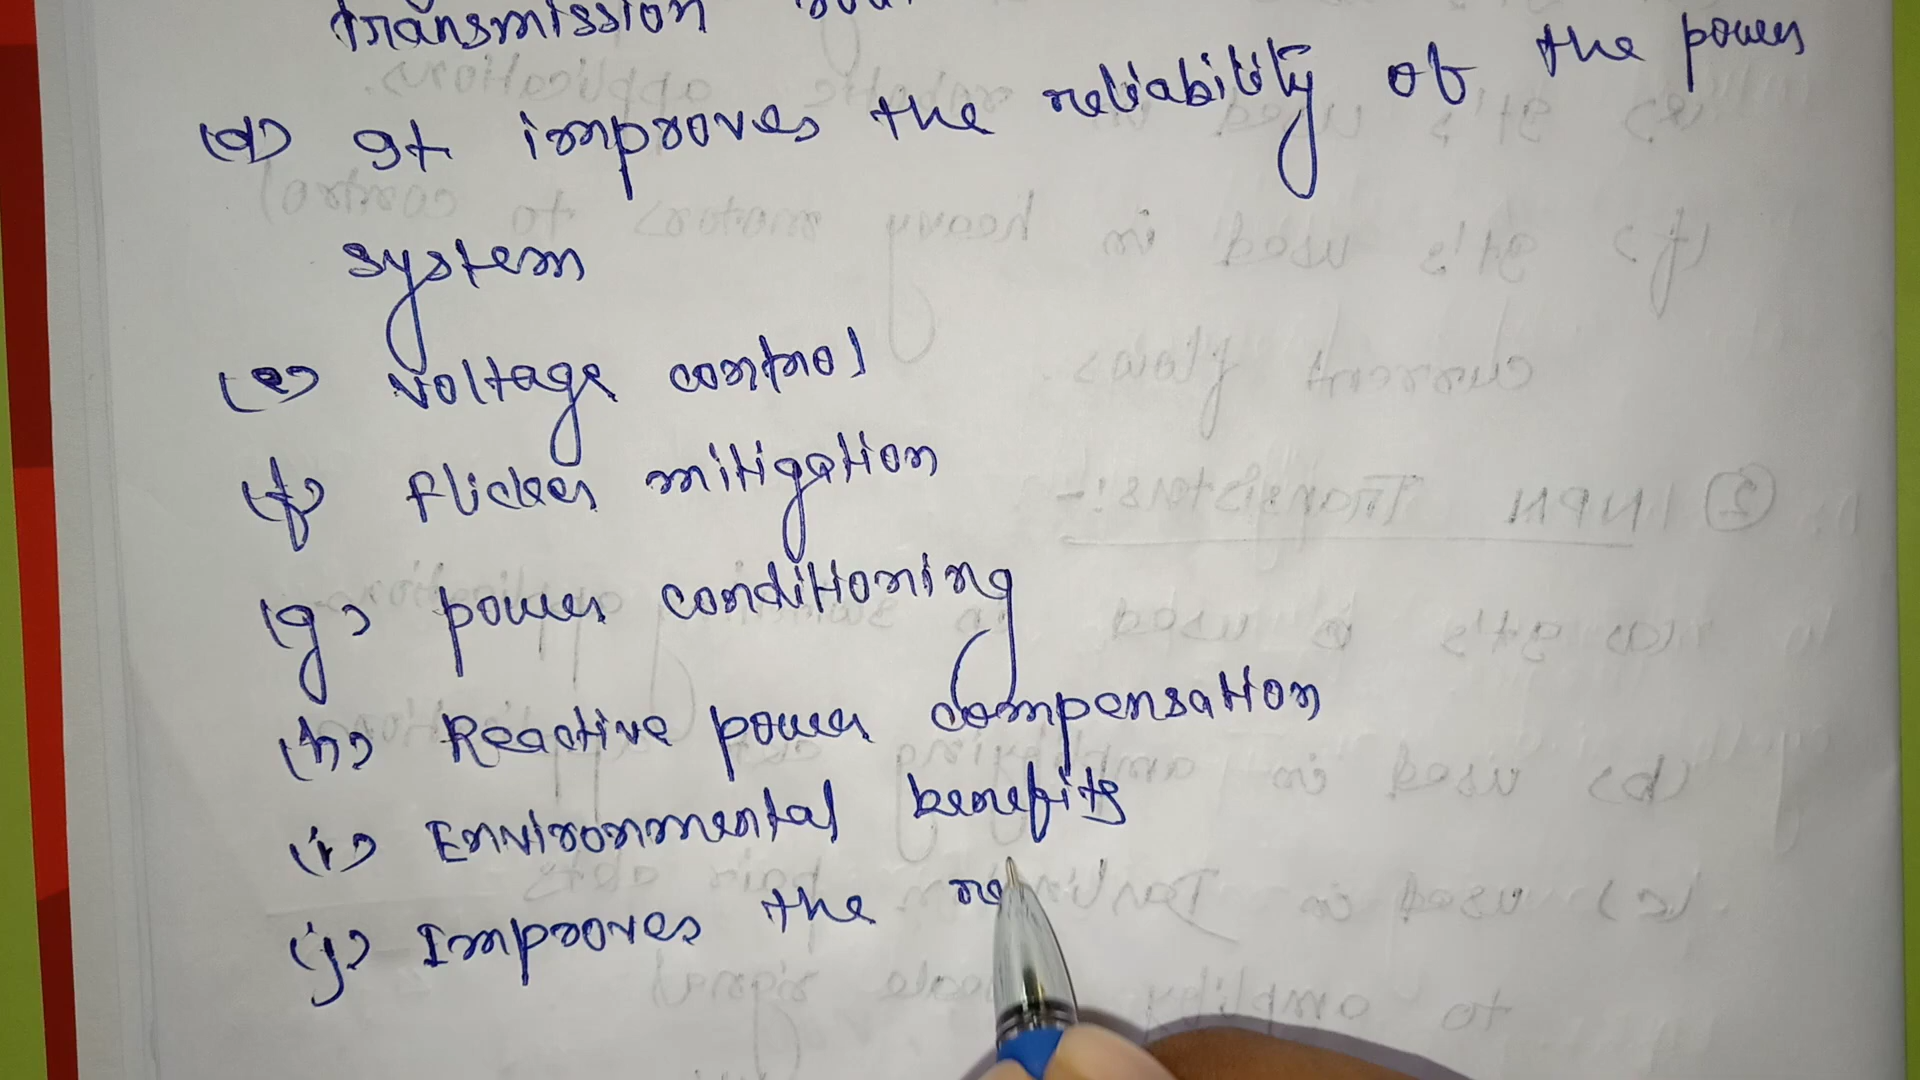 transmission
(d) It improves the reliability of the power
system
(e) Voltage control
(f) flicker mitigation
(g) power conditioning
(h) Reactive power compensation
(i) Environmental benefits
(j) Improves the re